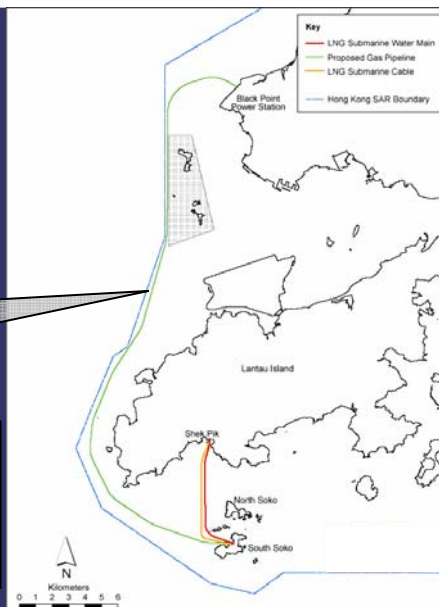 Key
LNG Submarine Water Main
Proposed Gas Pipeline
LNG Submarine Cable
Hong Kong SAR Boundary
Black Point
Power Station
Lantau Island
Shek Pik
North Soko
South Soko
N
Kilometers
0 1 2 3 4 5 6